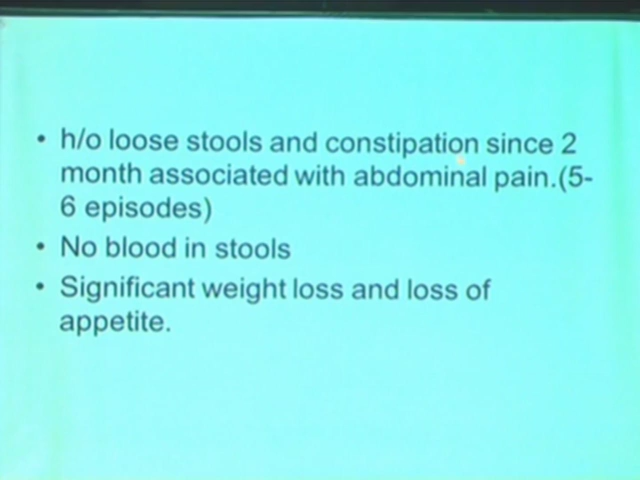 • h/o loose stools and constipation since 2
month associated with abdominal pain.(5-
6 episodes)
• No blood in stools
• Significant weight loss and loss of
appetite.